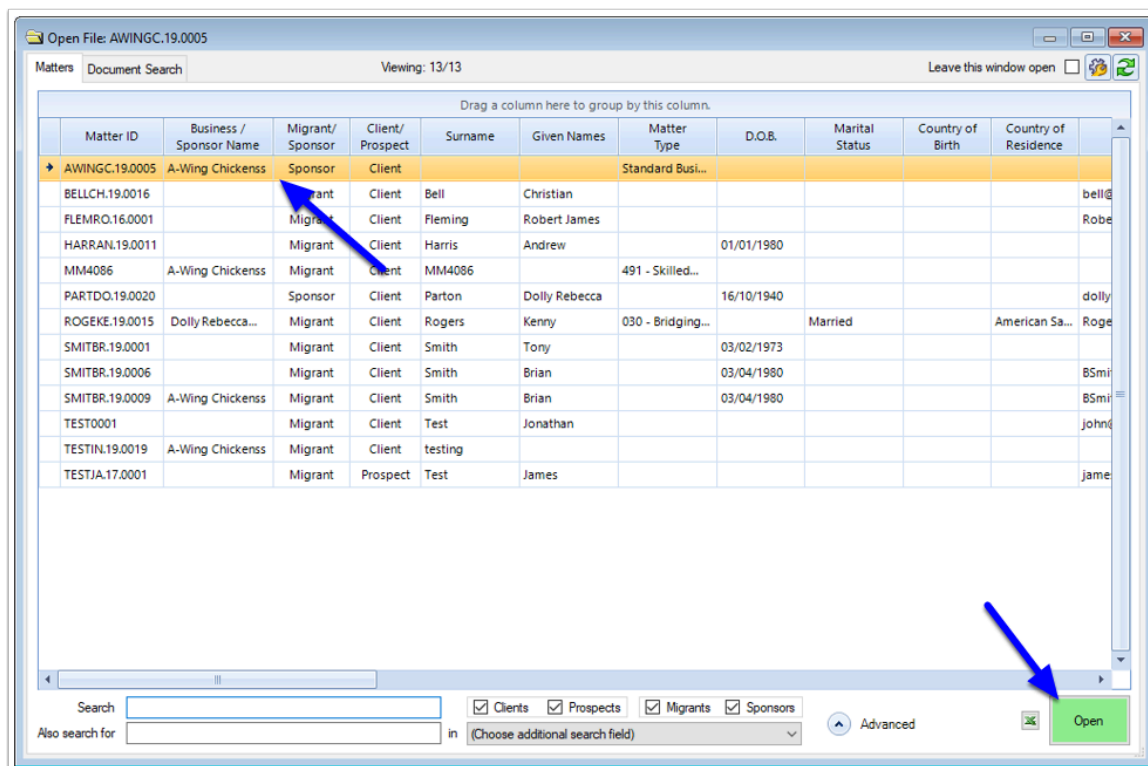 Open File: AWINGC.19.0005
Matters Document Search Viewing: 13/13 Leave this window open
Drag a column here to group by this column.
Matter ID Business / Sponsor Name Migrant/ Sponsor Client/ Prospect Surname Given Names Matter Type D.O.B. Marital Status Country of Birth Country of Residence
AWINGC.19.0005 A-Wing Chickenss Sponsor Client Standard Busi...
BELLCH.19.0016 Client Bell Christian bell@
FLEMRO.16.0001 Client Fleming Robert James Robe
HARRAN.19.0011 Migrant Client Harris Andrew 01/01/1980
MM4086 A-Wing Chickenss Migrant Client MM4086 491 - Skilled...
PARTDO.19.0020 Sponsor Client Parton Dolly Rebecca 16/10/1940 dolly
ROGEKE.19.0015 Dolly Rebecca... Migrant Client Rogers Kenny 030 - Bridging... Married American Sa... Roge
SMITBR.19.0001 Migrant Client Smith Tony 03/02/1973
SMITBR.19.0006 Migrant Client Smith Brian 03/04/1980 BSmi
SMITBR.19.0009 A-Wing Chickenss Migrant Client Smith Brian 03/04/1980 BSmi
TEST0001 Migrant Client Test Jonathan john
TESTIN.19.0019 A-Wing Chickenss Migrant Client testing
TESTJA.17.0001 Migrant Prospect Test James jame
Search Clients Prospects Migrants Sponsors
Also search for in (Choose additional search field) Advanced Open